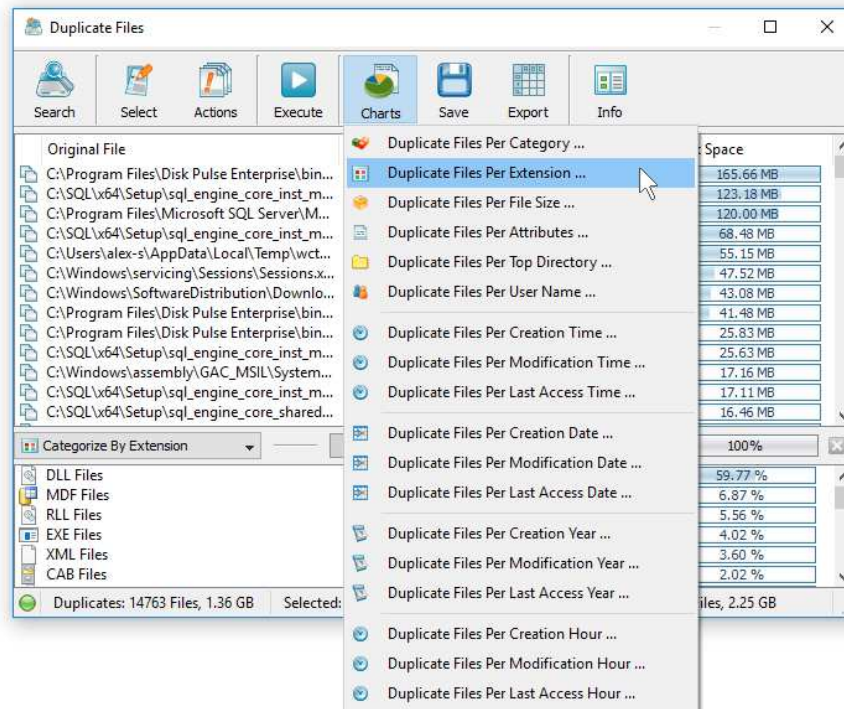 Duplicate Files
Search Select Actions Execute Charts Save Export Info
Original File
Space
C:\Program Files\Disk Pulse Enterprise\bin...
165.66 MB
C:\SQL\x64\Setup\sql_engine_core_inst_m...
123.18 MB
C:\Program Files\Microsoft SQL Server\M...
120.00 MB
C:\SQL\x64\Setup\sql_engine_core_inst_m...
68.48 MB
C:\Users\alex-s\AppData\Local\Temp\wct...
55.15 MB
C:\Windows\servicing\Sessions\Sessions.x...
47.52 MB
C:\Windows\SoftwareDistribution\Downlo...
43.08 MB
C:\Program Files\Disk Pulse Enterprise\bin...
41.48 MB
C:\Program Files\Disk Pulse Enterprise\bin...
25.83 MB
C:\SQL\x64\Setup\sql_engine_core_inst_m...
25.63 MB
C:\Windows\assembly\GAC_MSIL\System...
17.16 MB
C:\SQL\x64\Setup\sql_engine_core_inst_m...
17.11 MB
C:\SQL\x64\Setup\sql_engine_core_shared...
16.46 MB
Categorize By Extension
100%
DLL Files
59.77 %
MDF Files
6.87 %
RLL Files
5.56 %
EXE Files
4.02 %
XML Files
3.60 %
CAB Files
2.02 %
Duplicates: 14763 Files, 1.36 GB
Selected:
iles, 2.25 GB
Duplicate Files Per Category ...
Duplicate Files Per Extension ...
Duplicate Files Per File Size ...
Duplicate Files Per Attributes ...
Duplicate Files Per Top Directory ...
Duplicate Files Per User Name ...
Duplicate Files Per Creation Time ...
Duplicate Files Per Modification Time ...
Duplicate Files Per Last Access Time ...
Duplicate Files Per Creation Date ...
Duplicate Files Per Modification Date ...
Duplicate Files Per Last Access Date ...
Duplicate Files Per Creation Year ...
Duplicate Files Per Modification Year ...
Duplicate Files Per Last Access Year ...
Duplicate Files Per Creation Hour ...
Duplicate Files Per Modification Hour ...
Duplicate Files Per Last Access Hour ...